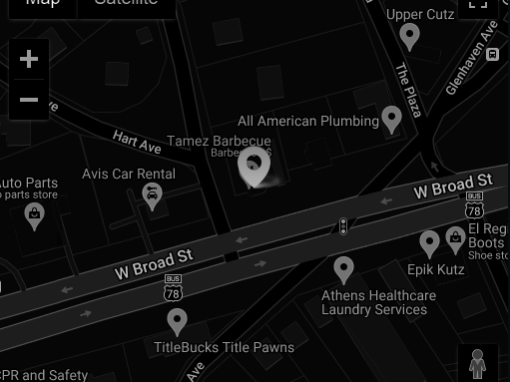 Map
Satellite
Upper Cutz
Glenhaven Ave
The Plaza
All American Plumbing
Hart Ave
Tamez Barbecue
Avis Car Rental
Auto Parts
parts store
W Broad St
BUS
78
El Reg
Boots
Shoe sto
Epik Kutz
W Broad St
BUS
78
Athens Healthcare
Laundry Services
TitleBucks Title Pawns
CPR and Safety
Ave